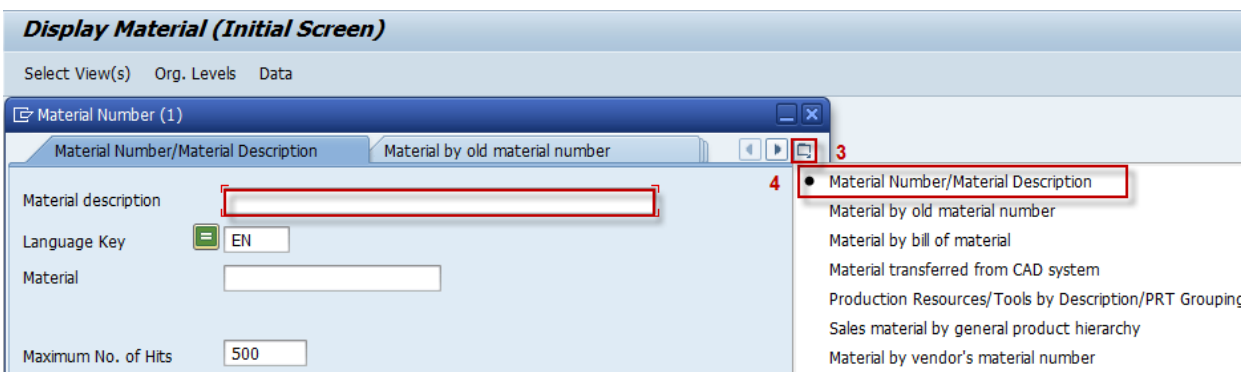 Display Material (Initial Screen)
Select View(s) Org. Levels Data
Material Number (1)
Material Number/Material Description Material by old material number 3
4 Material Number/Material Description
Material description
Material by old material number
Language Key = EN
Material by bill of material
Material
Material transferred from CAD system
Production Resources/Tools by Description/PRT Grouping
Sales material by general product hierarchy
Maximum No. of Hits 500
Material by vendor's material number